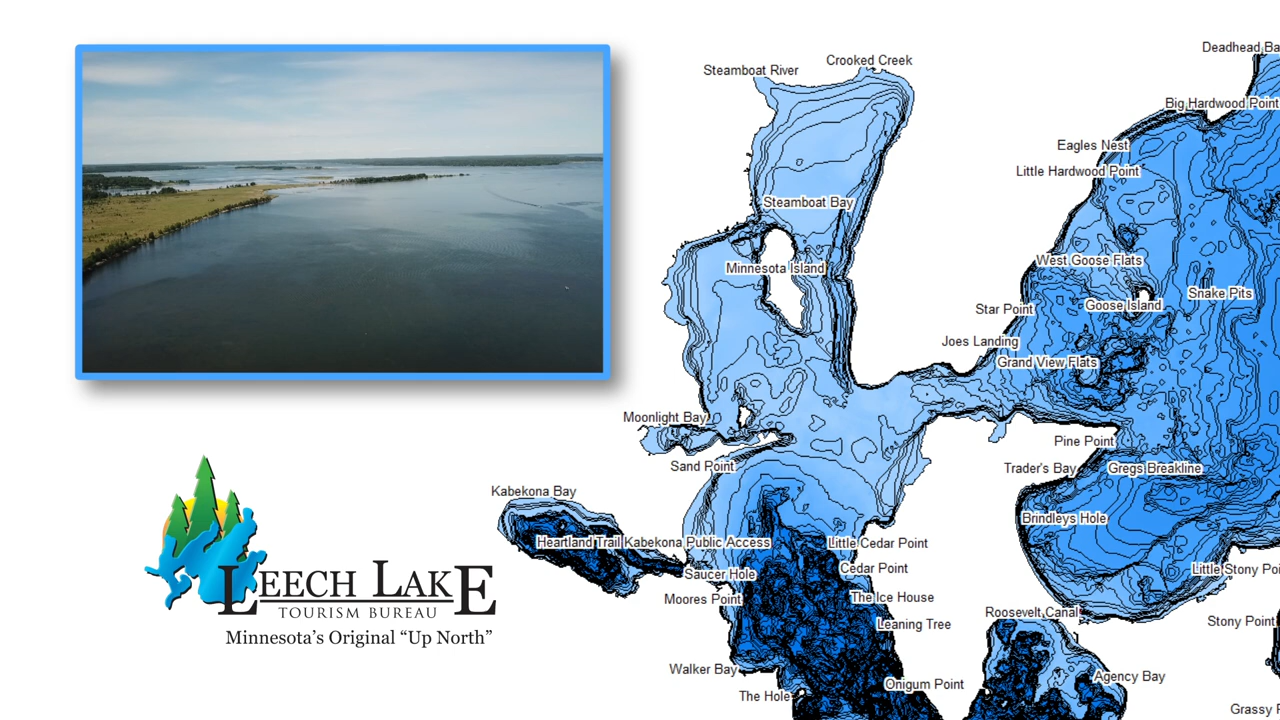 Deadhead Ba
Crooked Creek
Steamboat River
Big Hardwood Point
Eagles Nest
Little Hardwood Point
Steamboat Bay
West Goose Flats
Minnesota Island
Snake Pits
Goose Island
Star Point
Joes Landing
Grand View Flats
Moonlight Bay
Pine Point
Sand Point
Trader's Bay
Gregs Breakline
Kabekona Bay
Brindleys Hole
Heartland Trail Kabekona Public Access
Little Cedar Point
Saucer Hole
Cedar Point
Little Stony Poi
Moores Point
The Ice House
Roosevelt Canal
Leaning Tree
Stony Point
Walker Bay
Agency Bay
Onigum Point
The Hole
Grassy P
LEECH LAKE
TOURISM BUREAU
Minnesota's Original “Up North”